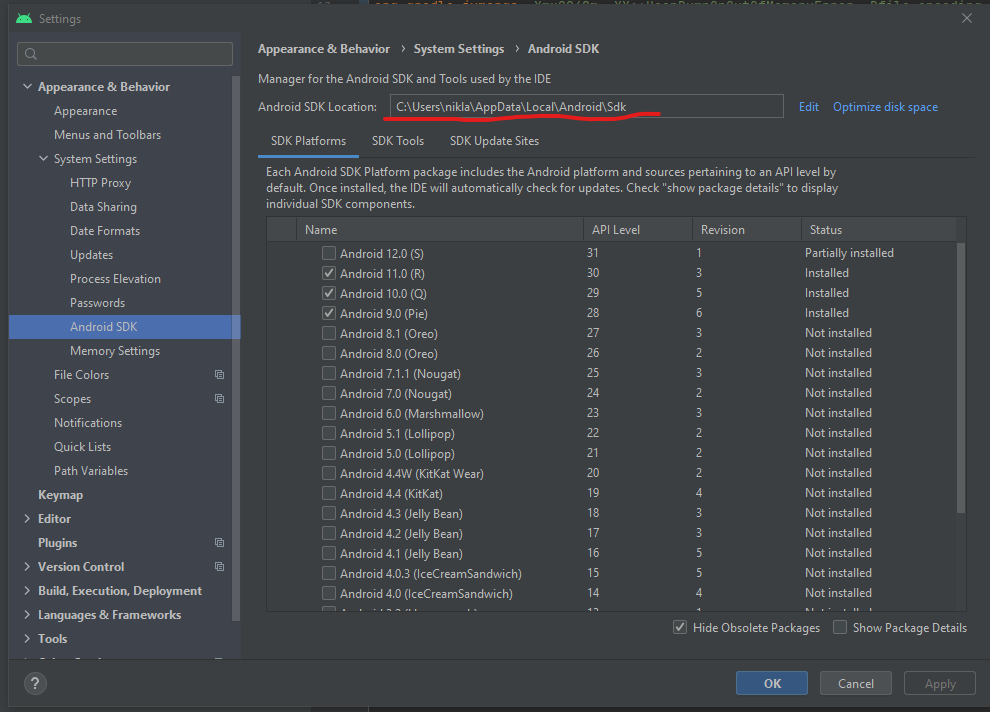 Settings
Appearance & Behavior › System Settings › Android SDK
Manager for the Android SDK and Tools used by the IDE
Android SDK Location: C:\Users\nikla\AppData\Local\Android\Sdk Edit Optimize disk space
SDK Platforms SDK Tools SDK Update Sites
Each Android SDK Platform package includes the Android platform and sources pertaining to an API level by
default. Once installed, the IDE will automatically check for updates. Check "show package details" to display
individual SDK components.
Name API Level Revision Status
Android 12.0 (S) 31 1 Partially installed
Android 11.0 (R) 30 3 Installed
Android 10.0 (Q) 29 5 Installed
Android 9.0 (Pie) 28 6 Installed
Android 8.1 (Oreo) 27 3 Not installed
Android 8.0 (Oreo) 26 2 Not installed
Android 7.1.1 (Nougat) 25 3 Not installed
Android 7.0 (Nougat) 24 2 Not installed
Android 6.0 (Marshmallow) 23 3 Not installed
Android 5.1 (Lollipop) 22 2 Not installed
Android 5.0 (Lollipop) 21 2 Not installed
Android 4.4W (KitKat Wear) 20 2 Not installed
Android 4.4 (KitKat) 19 4 Not installed
Android 4.3 (Jelly Bean) 18 3 Not installed
Android 4.2 (Jelly Bean) 17 3 Not installed
Android 4.1 (Jelly Bean) 16 5 Not installed
Android 4.0.3 (IceCreamSandwich) 15 5 Not installed
Android 4.0 (IceCreamSandwich) 14 4 Not installed
Hide Obsolete Packages Show Package Details
Appearance & Behavior
Appearance
Menus and Toolbars
System Settings
HTTP Proxy
Data Sharing
Date Formats
Updates
Process Elevation
Passwords
Android SDK
Memory Settings
File Colors
Scopes
Notifications
Quick Lists
Path Variables
Keymap
Editor
Plugins
Version Control
Build, Execution, Deployment
Languages & Frameworks
Tools
?
OK Cancel Apply